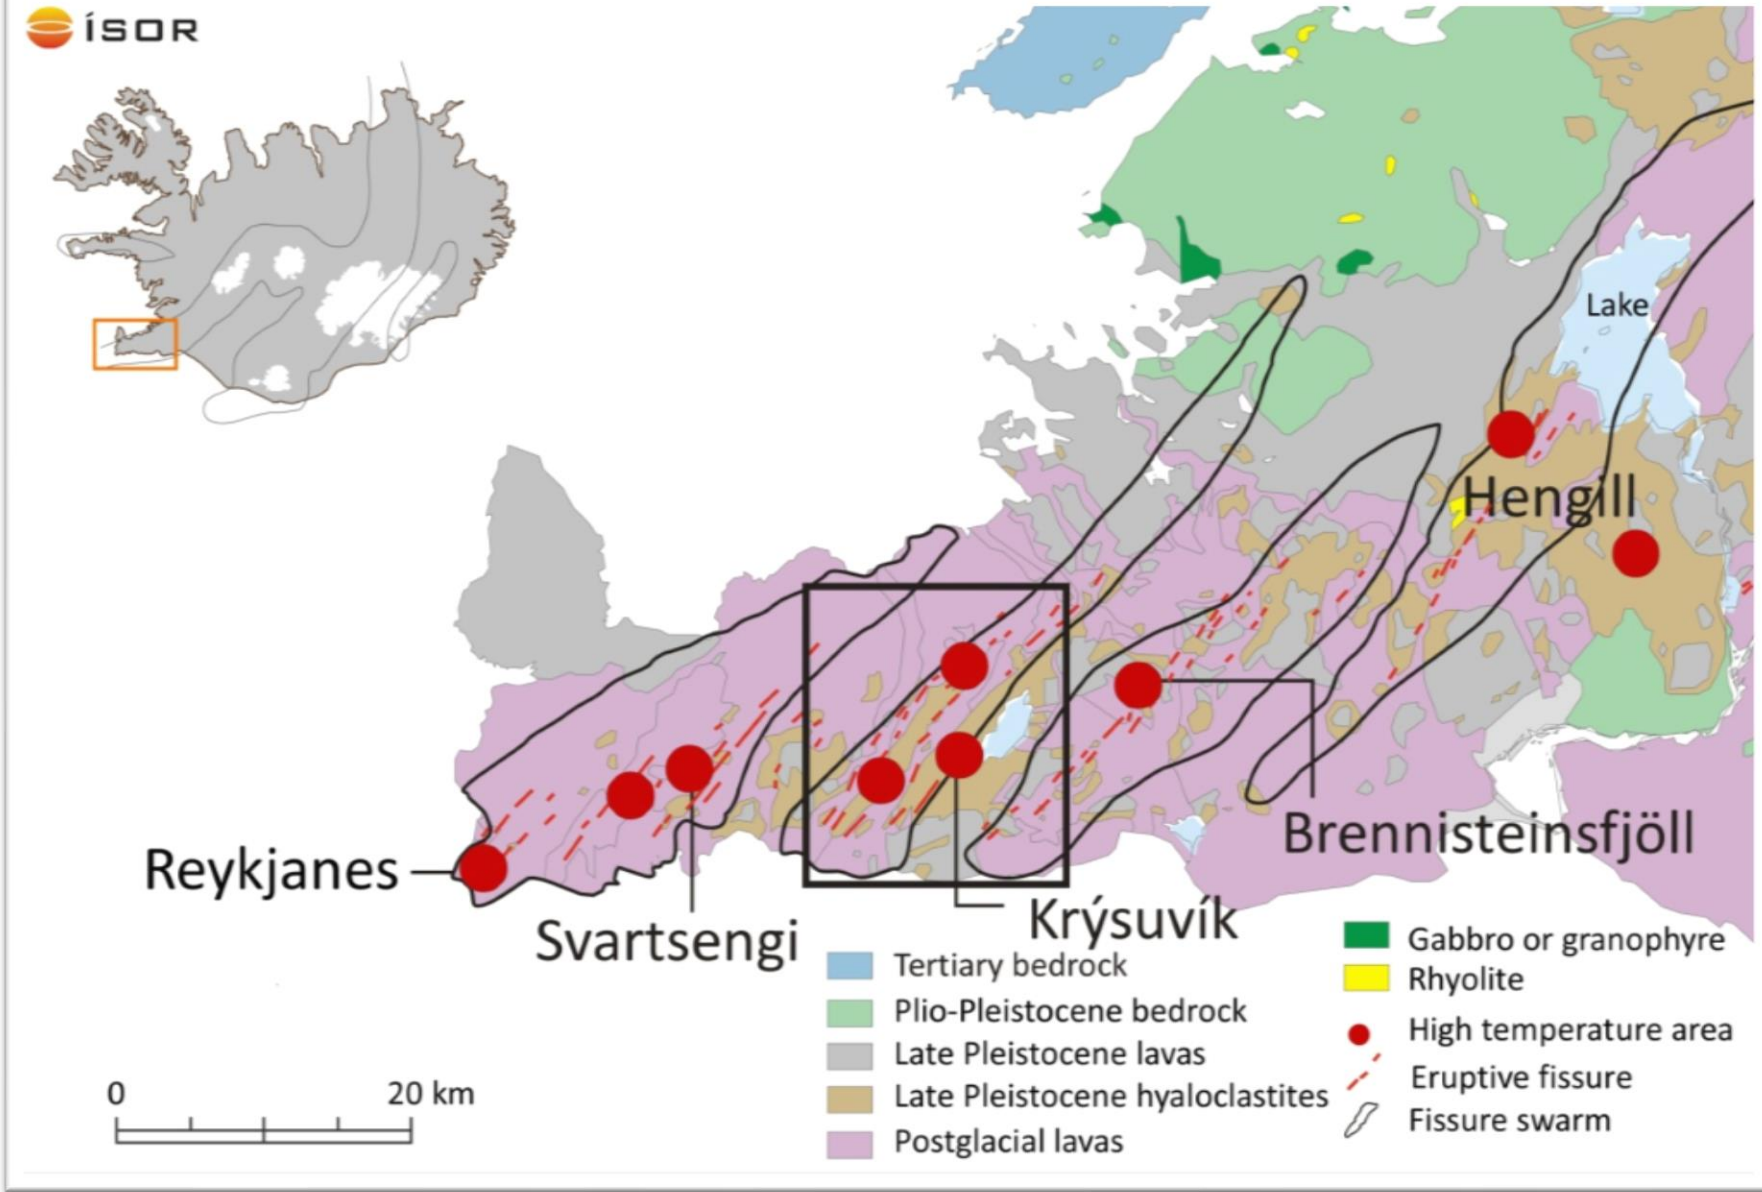 ÍSOR
Lake
Hengill
Reykjanes
Svartsengi
Krýsuvík
Brennisteinsfjöll
Tertiary bedrock
Plio-Pleistocene bedrock
Late Pleistocene lavas
Late Pleistocene hyaloclastites
Postglacial lavas
Gabbro or granophyre
Rhyolite
High temperature area
Eruptive fissure
Fissure swarm
0 20 km